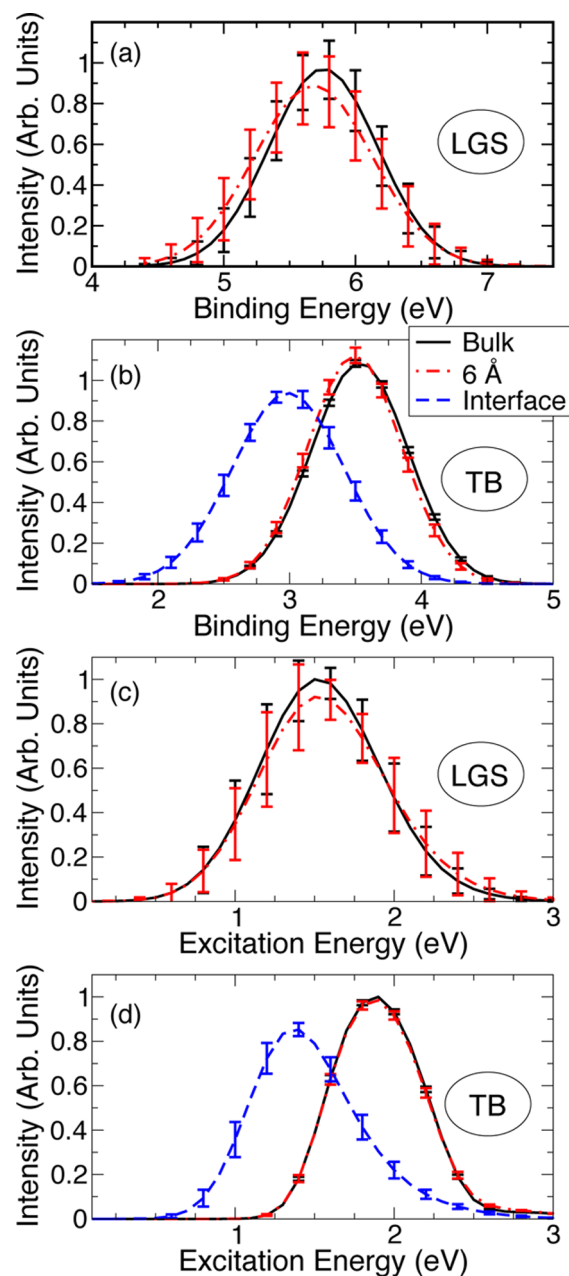 (a)
Intensity (Arb. Units)
1
0.8
0.6
0.4
0.2
0
LGS
4 5 6 7
Binding Energy (eV)
(b)
Intensity (Arb. Units)
1
0.8
0.6
0.4
0.2
0
Bulk
6 Å
Interface
TB
2 3 4 5
Binding Energy (eV)
(c)
Intensity (Arb. Units)
1
0.8
0.6
0.4
0.2
0
LGS
1 2 3
Excitation Energy (eV)
(d)
Intensity (Arb. Units)
1
0.8
0.6
0.4
0.2
0
TB
1 2 3
Excitation Energy (eV)